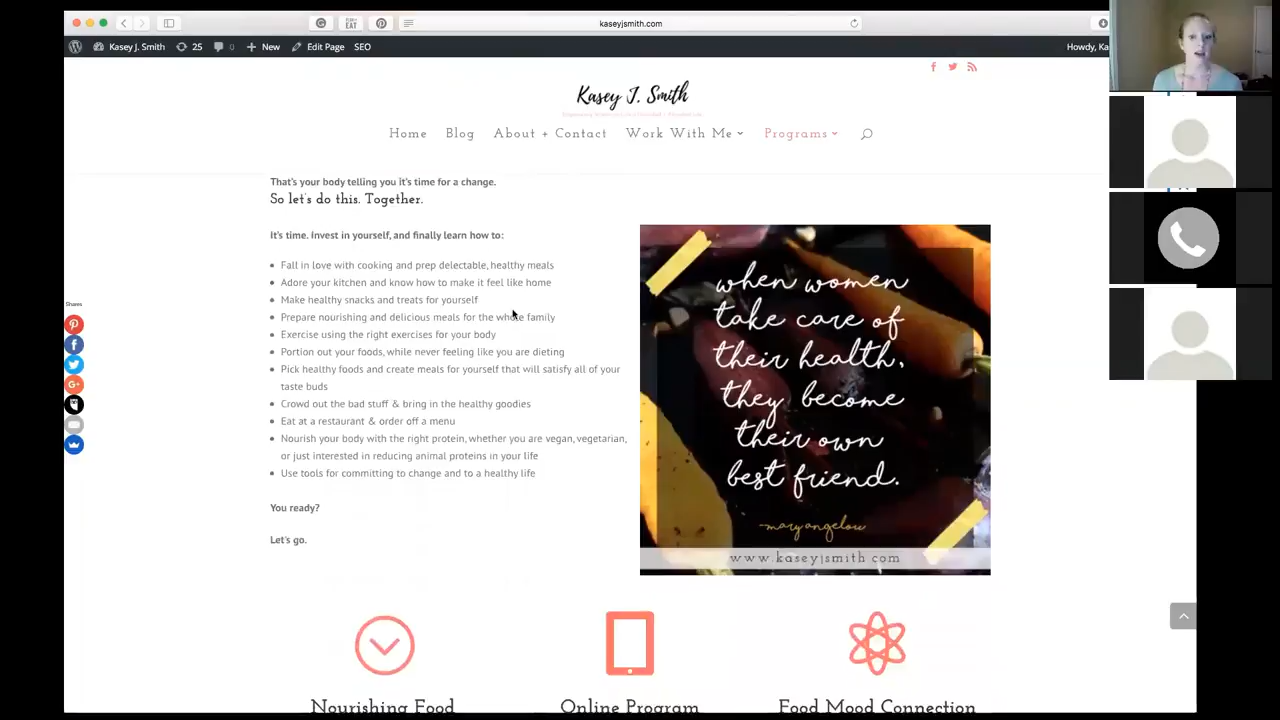 kaseyjsmith.com
Kasey J. Smith 25 0 New Edit Page SEO
Howdy, Ka
Kasey J. Smith
Home Blog About + Contact Work With Me Programs
That's your body telling you it's time for a change.
So let's do this. Together.
It's time. Invest in yourself, and finally learn how to:
Fall in love with cooking and prep delectable, healthy meals
Adore your kitchen and know how to make it feel like home
Make healthy snacks and treats for yourself
Prepare nourishing and delicious meals for the whole family
Exercise using the right exercises for your body
Portion out your foods, while never feeling like you are dieting
Pick healthy foods and create meals for yourself that will satisfy all of your
taste buds
Crowd out the bad stuff & bring in the healthy goodies
Eat at a restaurant & order off a menu
Nourish your body with the right protein, whether you are vegan, vegetarian,
or just interested in reducing animal proteins in your life
Use tools for committing to change and to a healthy life
You ready?
Let's go.
Shares
when women
take care of
their health,
they become
their own
best friend.
~mary angelou
www.kaseyjsmith.com
Nourishing Food
Online Program
Food Mood Connection